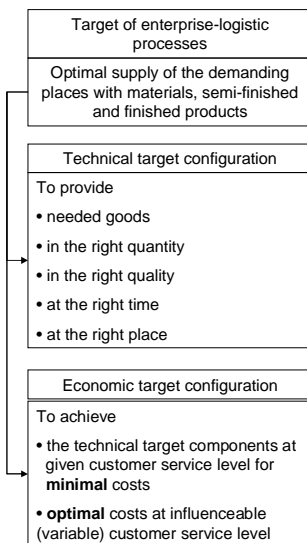 Target of enterprise-logistic
processes
Optimal supply of the demanding
places with materials, semi-finished
and finished products
Technical target configuration
To provide
• needed goods
• in the right quantity
• in the quality
• at the right time
• at the right place
Economic target configuration
To achieve
• the technical target components at
given customer service level for
minimal costs
• optimal costs at influenceable
(variable) customer service level